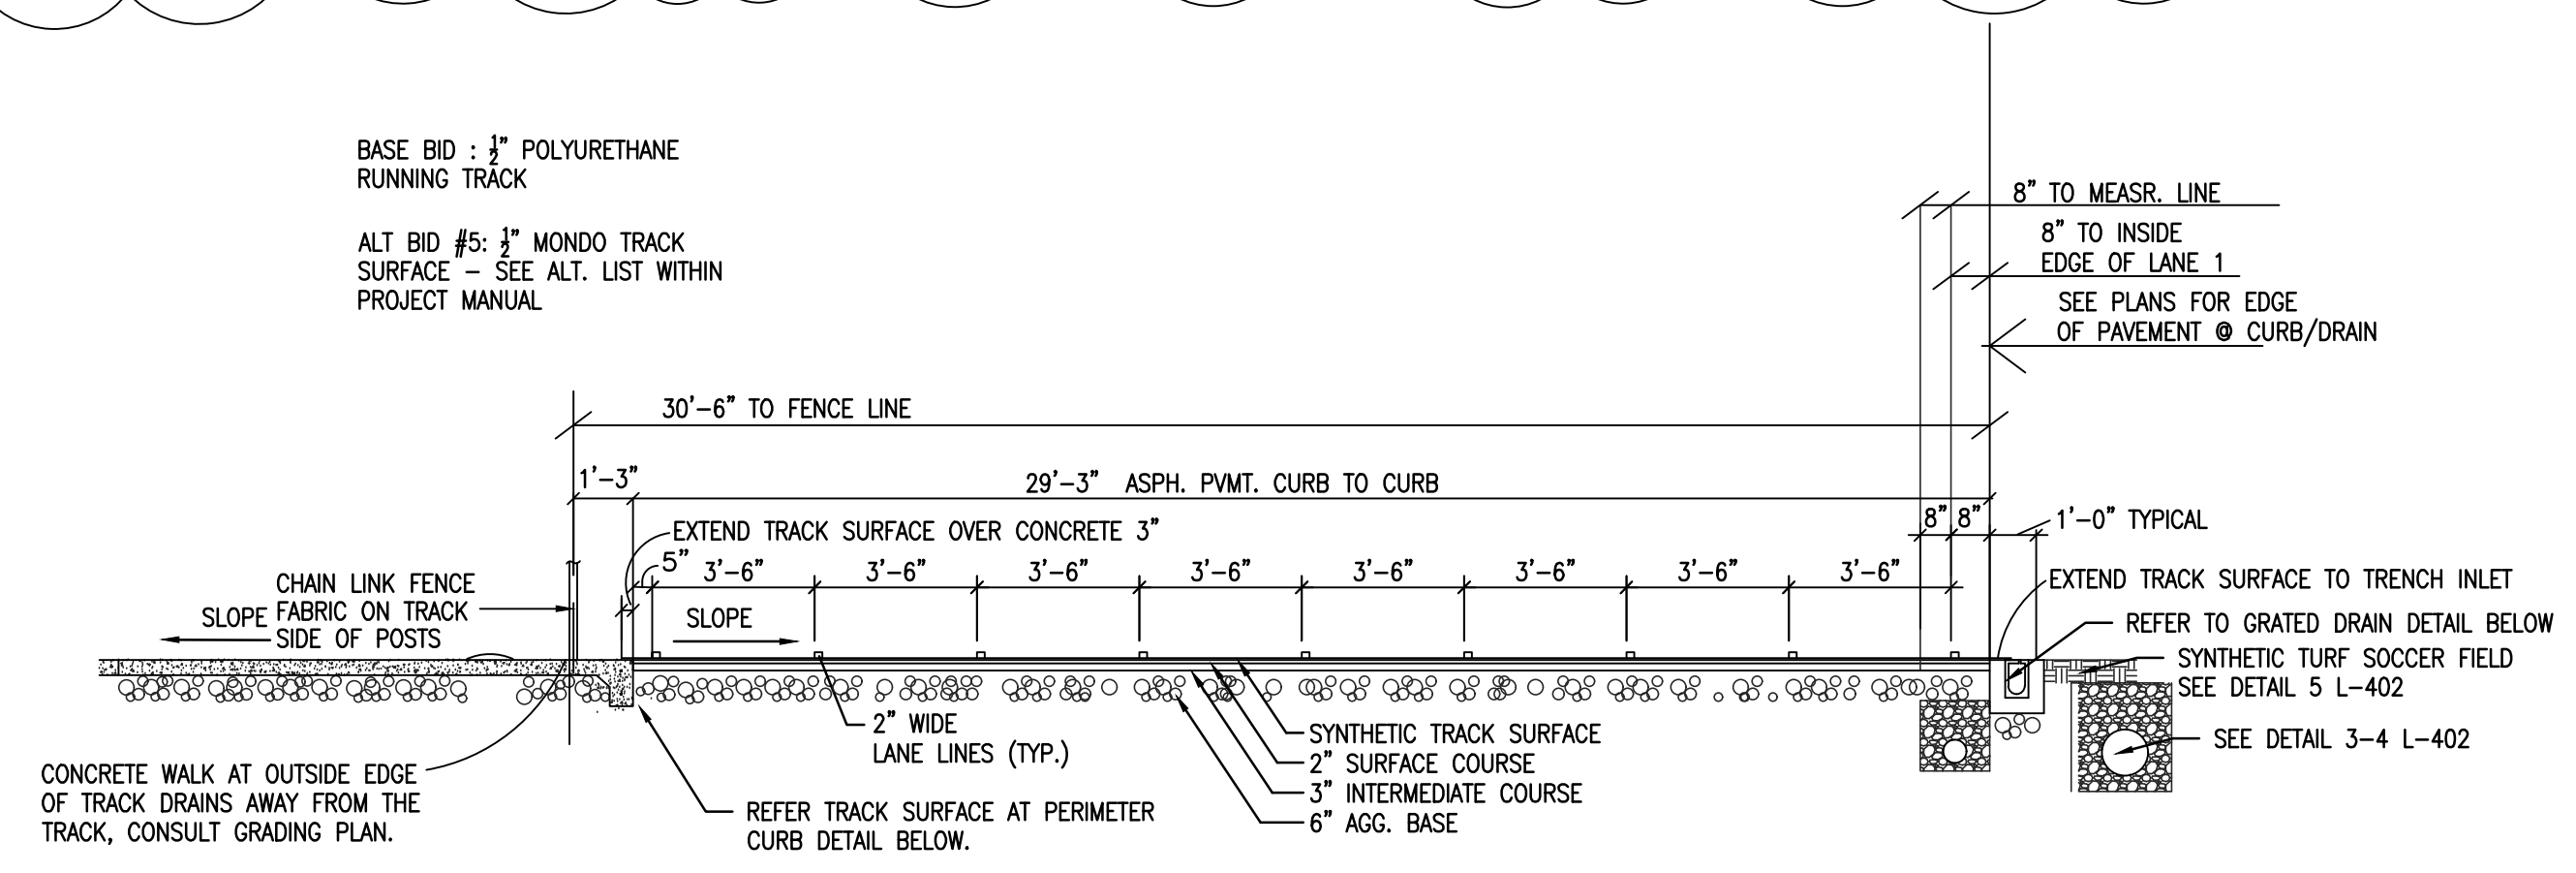 BASE BID : ½" POLYURETHANE
RUNNING TRACK
ALT BID #5: ½" MONDO TRACK
SURFACE – SEE ALT. LIST WITHIN
PROJECT MANUAL
8" TO MEASR. LINE
8" TO INSIDE
EDGE OF LANE 1
SEE PLANS FOR EDGE
OF PAVEMENT @ CURB/DRAIN
30'-6" TO FENCE LINE
1'-3"
29'-3" ASPH. PVMT. CURB TO CURB
8" 8"
1'-0" TYPICAL
EXTEND TRACK SURFACE OVER CONCRETE 3"
5"
3'-6" 3'-6" 3'-6" 3'-6" 3'-6" 3'-6" 3'-6" 3'-6"
CHAIN LINK FENCE
FABRIC ON TRACK
SIDE OF POSTS
SLOPE
SLOPE
EXTEND TRACK SURFACE TO TRENCH INLET
REFER TO GRATED DRAIN DETAIL BELOW
SYNTHETIC TURF SOCCER FIELD
SEE DETAIL 5 L-402
SEE DETAIL 3-4 L-402
2" WIDE
LANE LINES (TYP.)
SYNTHETIC TRACK SURFACE
2" SURFACE COURSE
3" INTERMEDIATE COURSE
6" AGG. BASE
CONCRETE WALK AT OUTSIDE EDGE
OF TRACK DRAINS AWAY FROM THE
TRACK, CONSULT GRADING PLAN.
REFER TRACK SURFACE AT PERIMETER
CURB DETAIL BELOW.